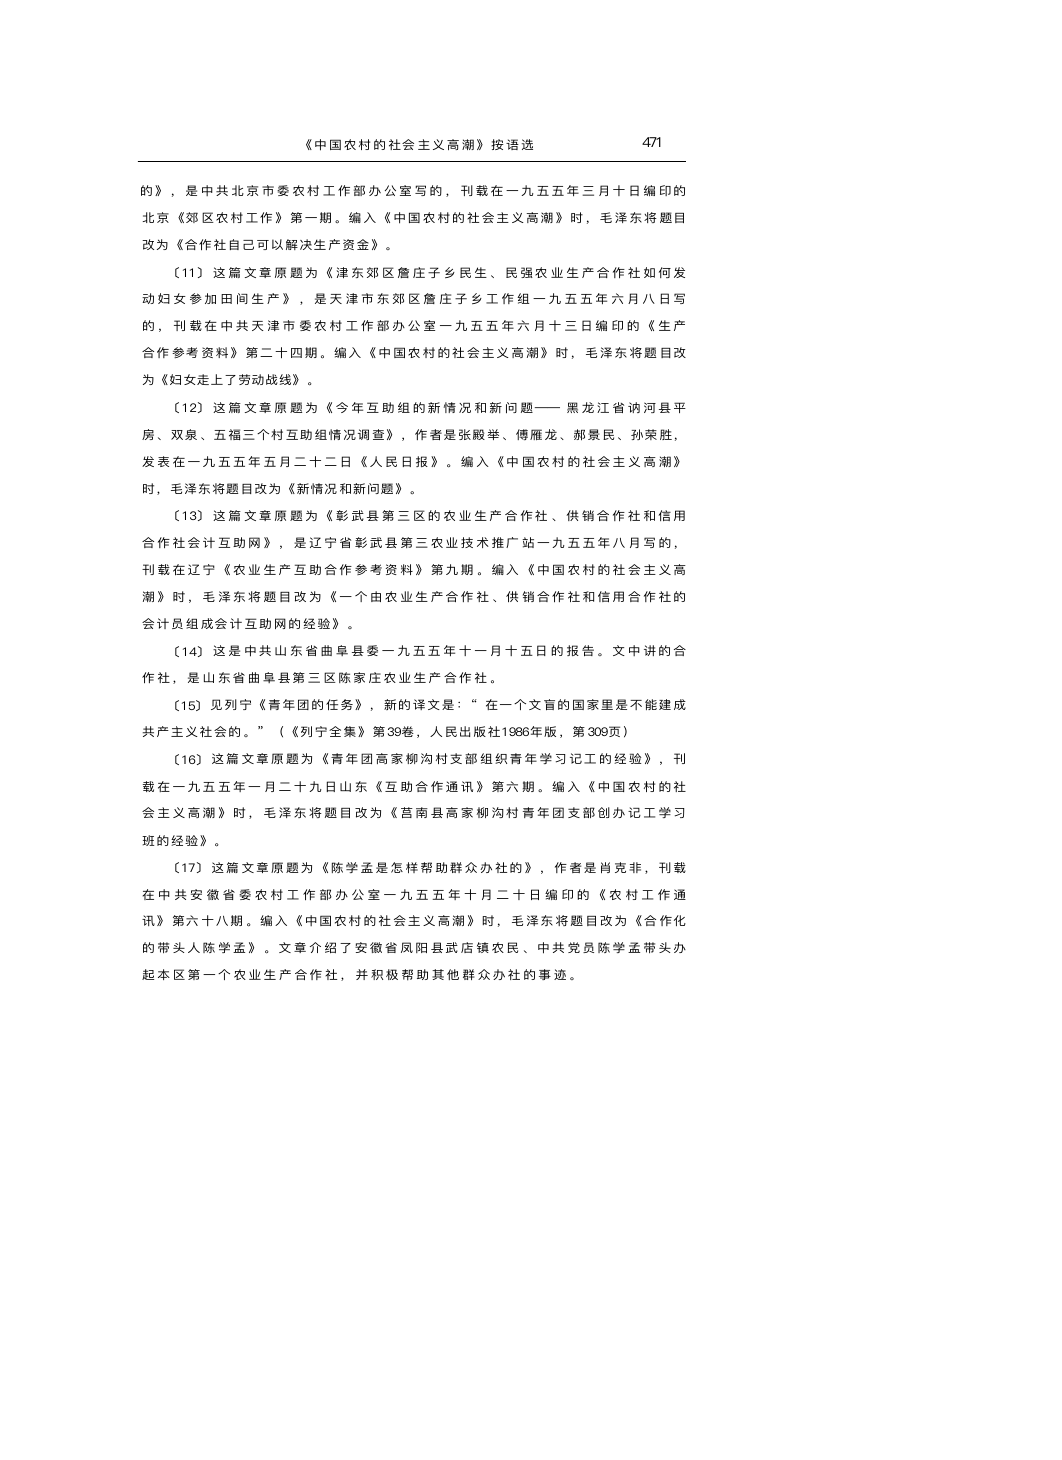 《中国农村的社会主义高潮》按语选 471
的》，是中共北京市委农村工作部办公室写的，刊载在一九五五年三月十日编印的
北京《郊区农村工作》第一期。编入《中国农村的社会主义高潮》时，毛泽东将题目
改为《合作社自己可以解决生产资金》。
〔11〕这篇文章原题为《津东郊区詹庄子乡民生、民强农业生产合作社如何发
动妇女参加田间生产》，是天津市东郊区詹庄子乡工作组一九五五年六月八日写
的，刊载在中共天津市委农村工作部办公室一九五五年六月十三日编印的《生产
合作参考资料》第二十四期。编入《中国农村的社会主义高潮》时，毛泽东将题目改
为《妇女走上了劳动战线》。
〔12〕这篇文章原题为《今年互助组的新情况和新问题—— 黑龙江省讷河县平
房、双泉、五福三个村互助组情况调查》，作者是张殿举、傅雁龙、郝景民、孙荣胜，
发表在一九五五年五月二十二日《人民日报》。编入《中国农村的社会主义高潮》
时，毛泽东将题目改为《新情况和新问题》。
〔13〕这篇文章原题为《彰武县第三区的农业生产合作社、供销合作社和信用
合作社会计互助网》，是辽宁省彰武县第三农业技术推广站一九五五年八月写的，
刊载在辽宁《农业生产互助合作参考资料》第九期。编入《中国农村的社会主义高
潮》时，毛泽东将题目改为《一个由农业生产合作社、供销合作社和信用合作社的
会计员组成会计互助网的经验》。
〔14〕这是中共山东省曲阜县委一九五五年十一月十五日的报告。文中讲的合
作社，是山东省曲阜县第三区陈家庄农业生产合作社。
〔15〕见列宁《青年团的任务》，新的译文是：“ 在一个文盲的国家里是不能建成
共产主义社会的。”（《列宁全集》第39卷，人民出版社1986年版，第309页）
〔16〕这篇文章原题为《青年团高家柳沟村支部组织青年学习记工的经验》，刊
载在一九五五年一月二十九日山东《互助合作通讯》第六期。编入《中国农村的社
会主义高潮》时，毛泽东将题目改为《莒南县高家柳沟村青年团支部创办记工学习
班的经验》。
〔17〕这篇文章原题为《陈学孟是怎样帮助群众办社的》，作者是肖克非，刊载
在中共安徽省委农村工作部办公室一九五五年十月二十日编印的《农村工作通
讯》第六十八期。编入《中国农村的社会主义高潮》时，毛泽东将题目改为《合作化
的带头人陈学孟》。文章介绍了安徽省凤阳县武店镇农民、中共党员陈学孟带头办
起本区第一个农业生产合作社，并积极帮助其他群众办社的事迹。